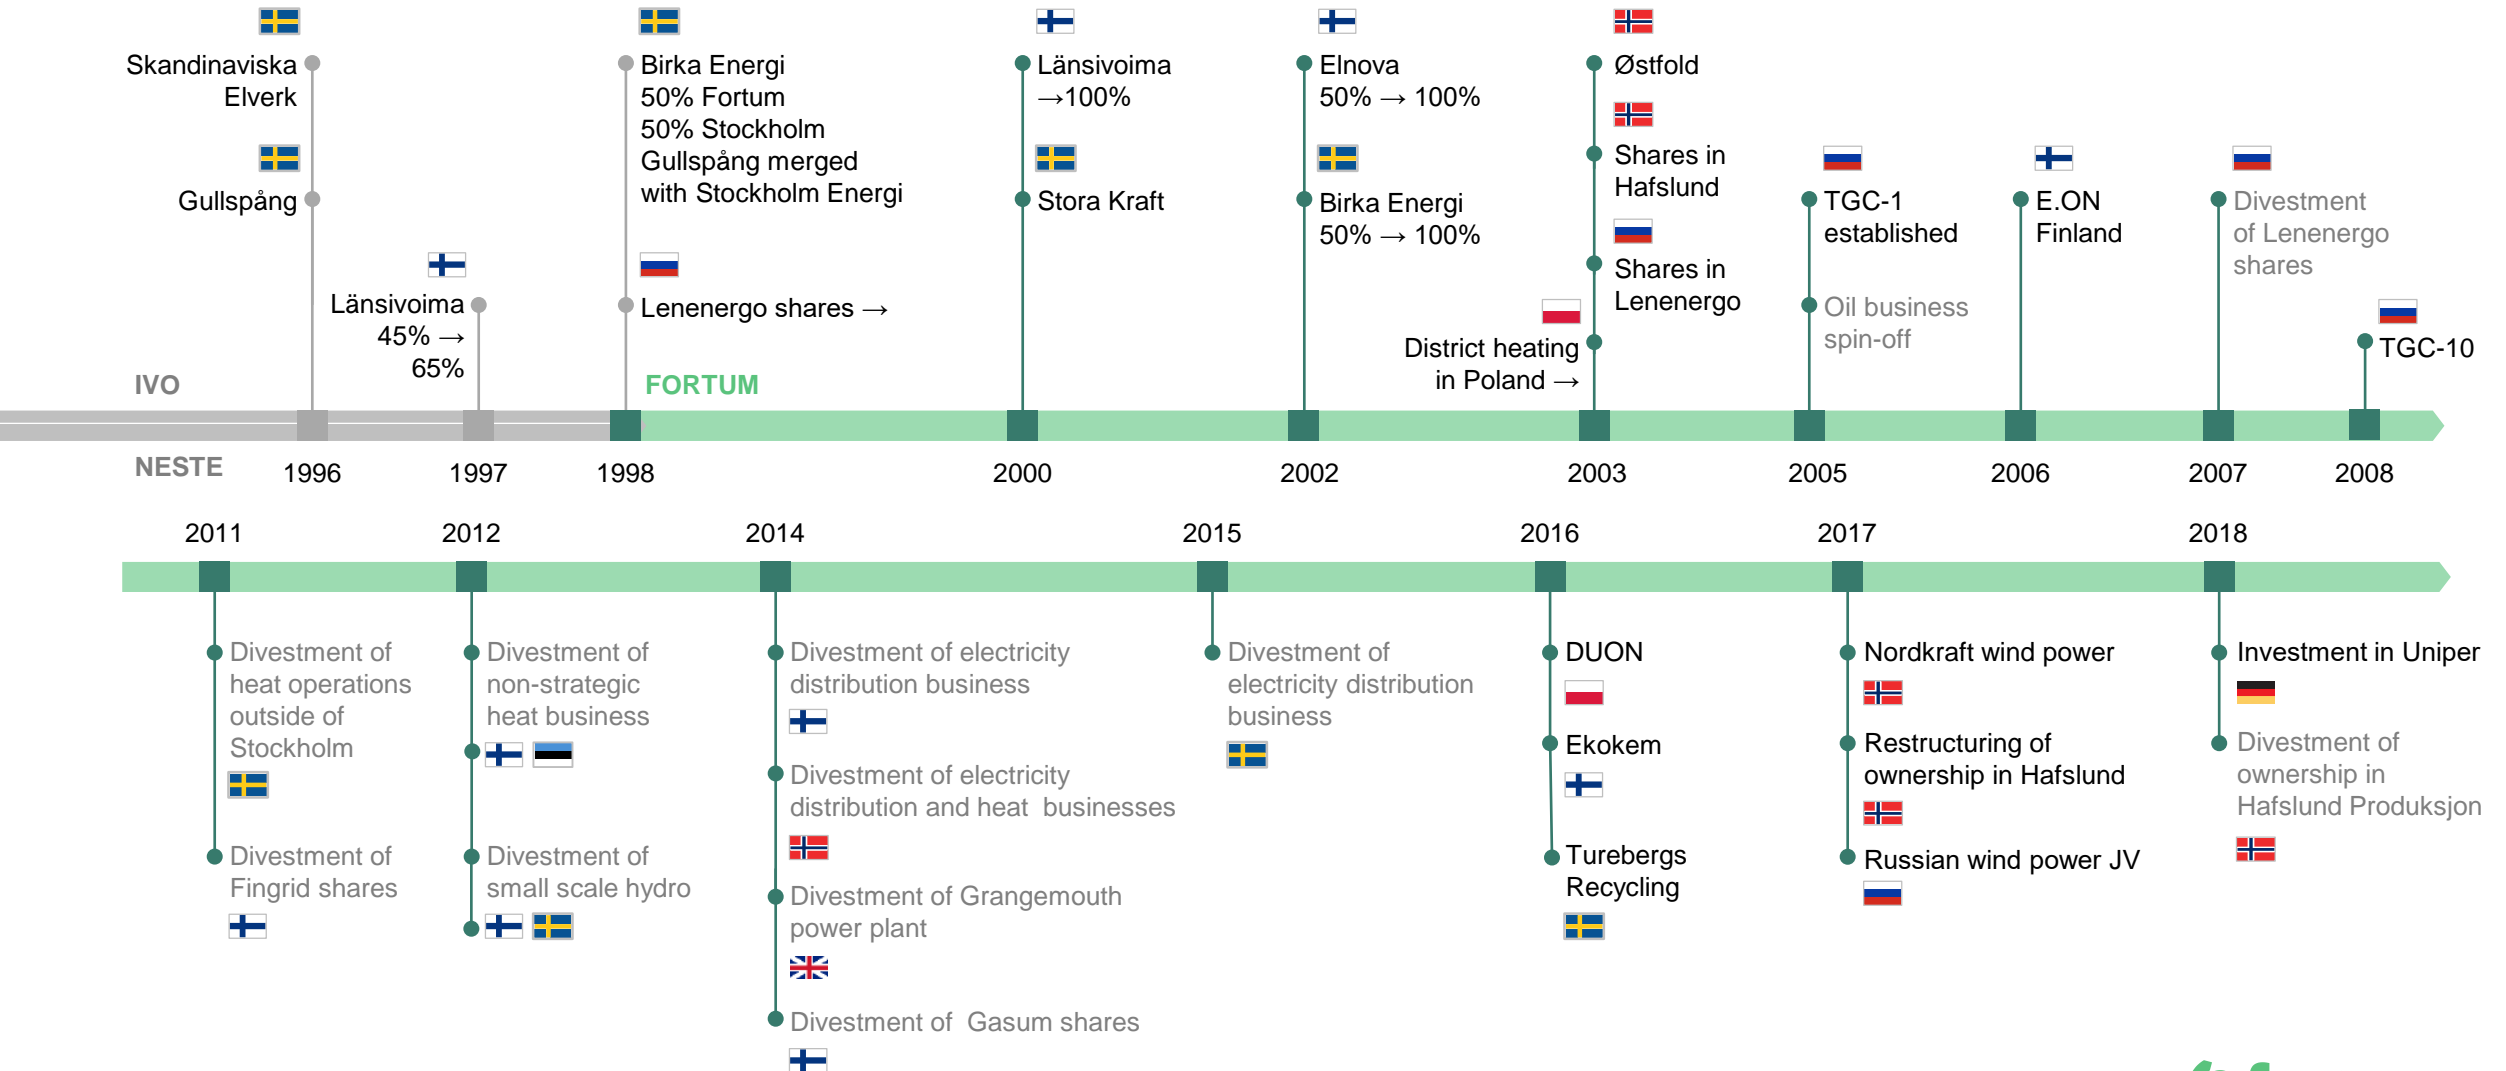 Skandinaviska
Elverk
Gullspång
Länsivoima
45% →
65%
Birka Energi
50% Fortum
50% Stockholm
Gullspång merged
with Stockholm Energi
Lenenergo shares →
Länsivoima
→100%
Stora Kraft
Elnova
50% → 100%
Birka Energi
50% → 100%
Østfold
Shares in
Hafslund
Shares in
Lenenergo
District heating
in Poland →
TGC-1
established
Oil business
spin-off
E.ON
Finland
Divestment
of Lenenergo
shares
TGC-10
IVO
FORTUM
NESTE
1996
1997
1998
2000
2002
2003
2005
2006
2007
2008
2011
2012
2014
2015
2016
2017
2018
Divestment of
heat operations
outside of
Stockholm
Divestment of
Fingrid shares
Divestment of
non-strategic
heat business
Divestment of
small scale hydro
Divestment of electricity
distribution business
Divestment of electricity
distribution and heat  businesses
Divestment of Grangemouth
power plant
Divestment of  Gasum shares
Divestment of
electricity distribution
business
DUON
Ekokem
Turebergs
Recycling
Nordkraft wind power
Restructuring of
ownership in Hafslund
Russian wind power JV
Investment in Uniper
Divestment of
ownership in
Hafslund Produksjon